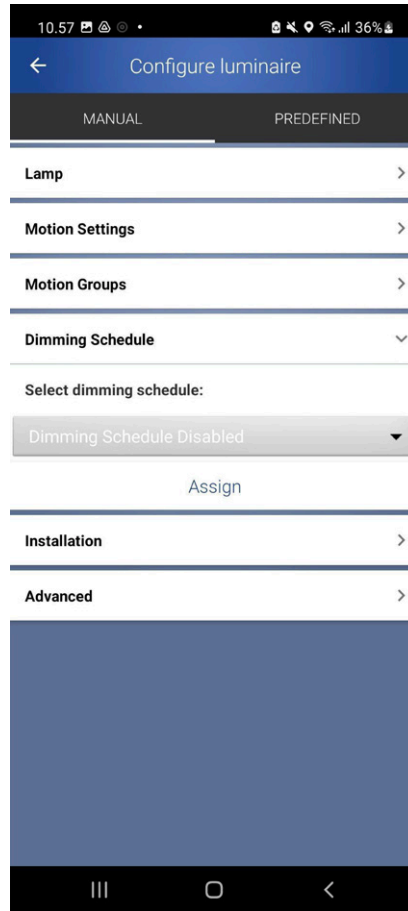 10.57 36%
Configure luminaire
MANUAL PREDEFINED
Lamp
Motion Settings
Motion Groups
Dimming Schedule
Select dimming schedule:
Dimming Schedule Disabled
Assign
Installation
Advanced